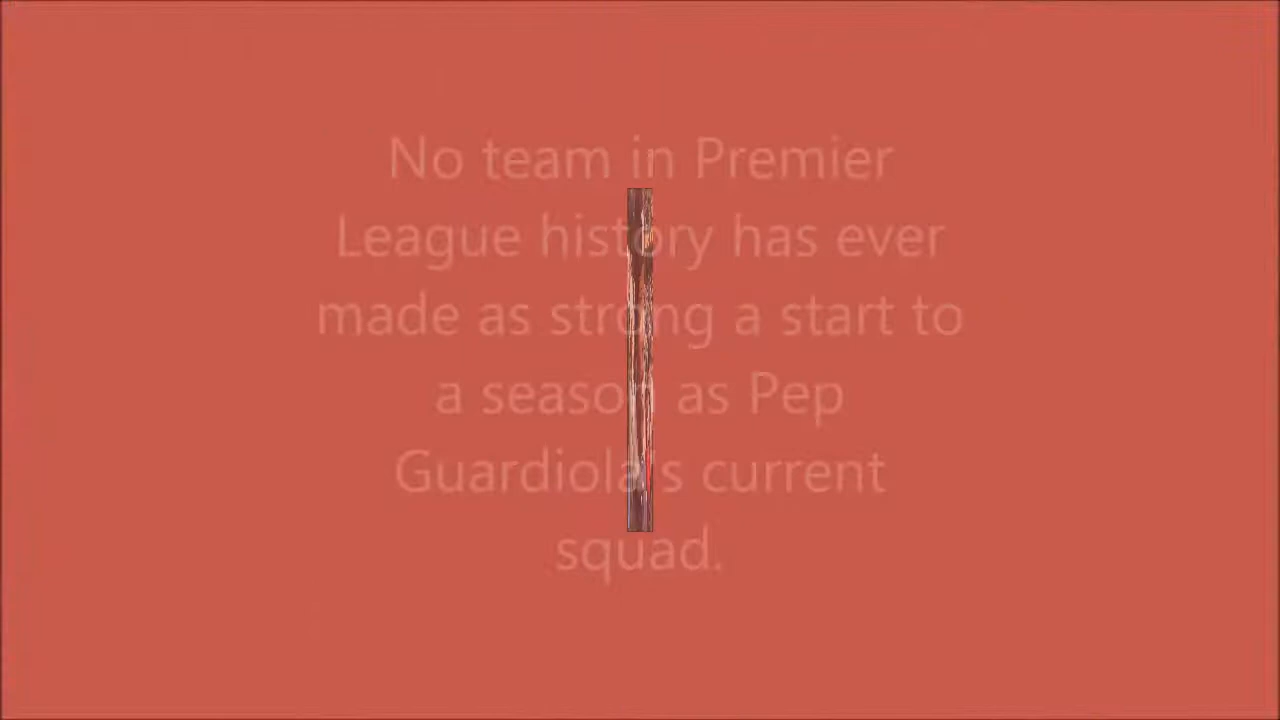 No team in Premier
League history has ever
made as strong a start to
a season as Pep
Guardiola's current
squad.